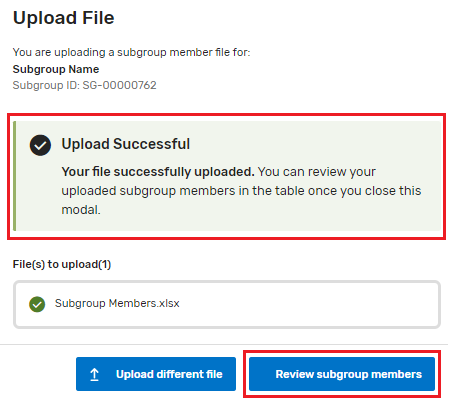 Upload File
You are uploading a subgroup member file for:
Subgroup Name
Subgroup ID: SG-00000762
Upload Successful
Your file successfully uploaded. You can review your
uploaded subgroup members in the table once you close this
modal.
File(s) to upload(1)
Subgroup Members.xlsx
Upload different file
Review subgroup members